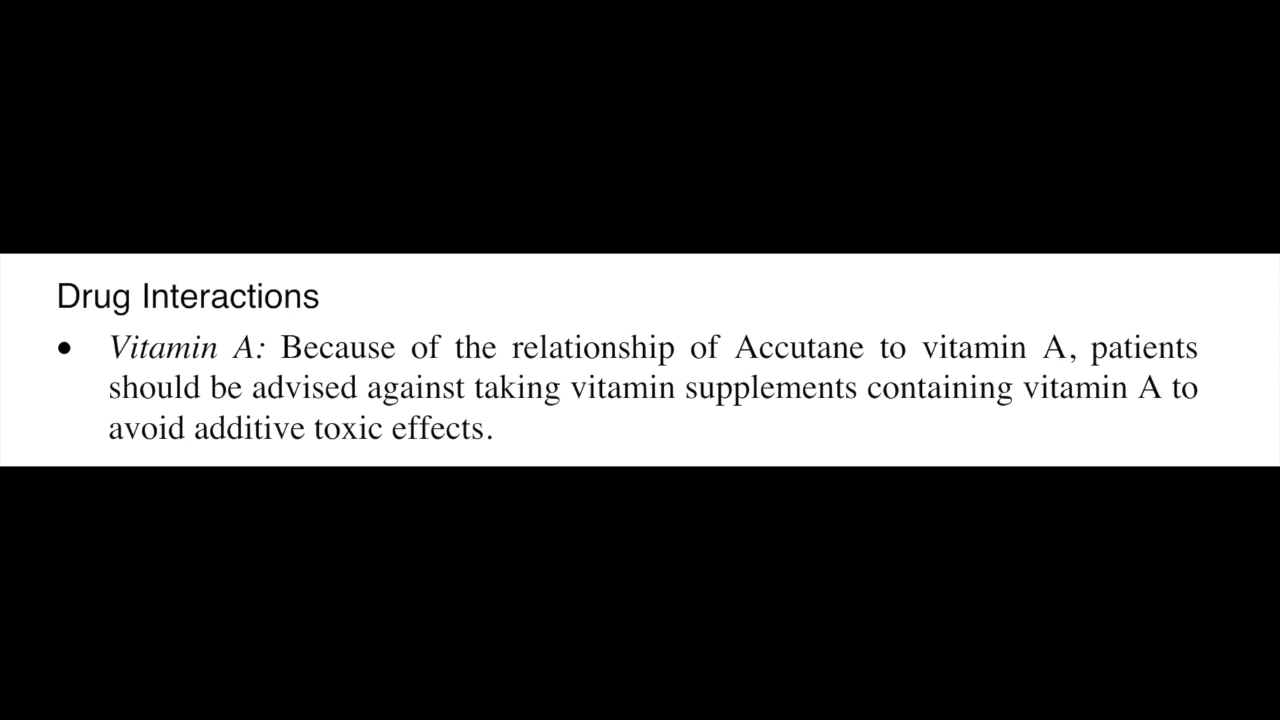 Drug Interactions
• Vitamin A: Because of the relationship of Accutane to vitamin A, patients
should be advised against taking vitamin supplements containing vitamin A to
avoid additive toxic effects.